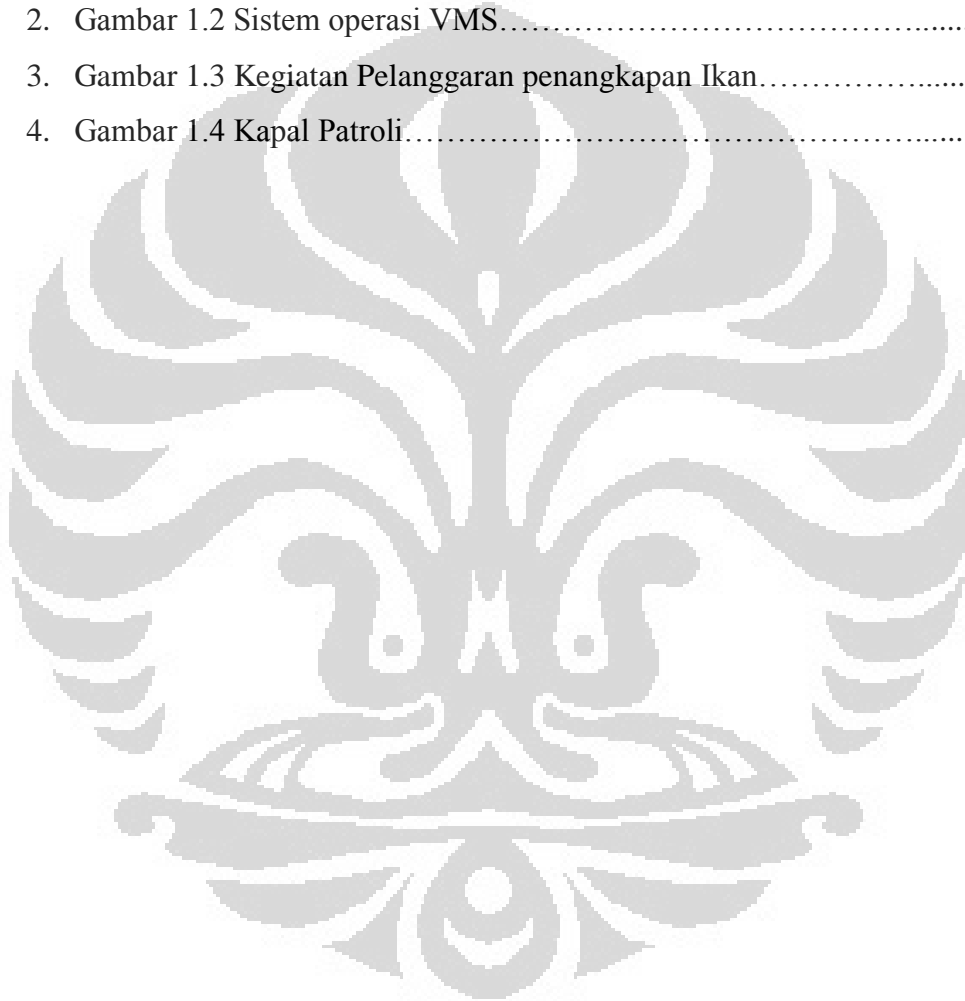 2. Gambar 1.2 Sistem operasi VMS……………………………………......
3. Gambar 1.3 Kegiatan Pelanggaran penangkapan Ikan……………......
4. Gambar 1.4 Kapal Patroli……………………………………………......